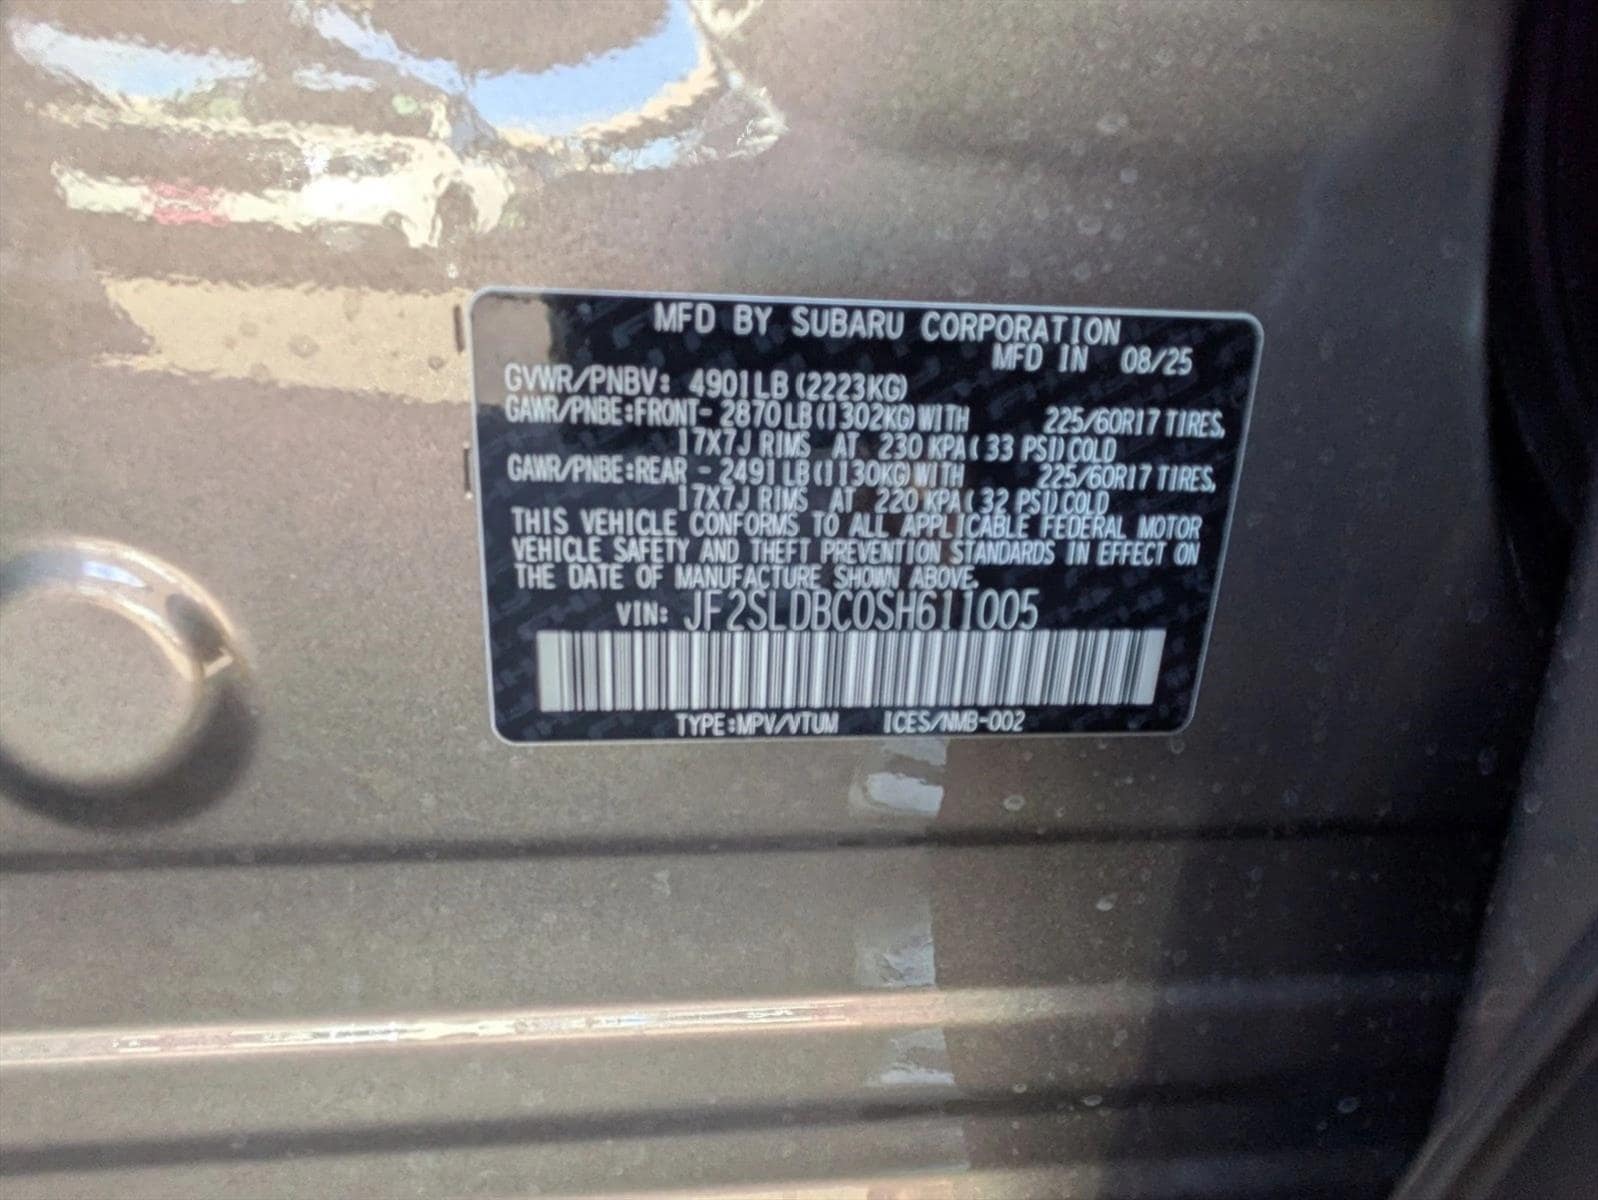 MFD BY SUBARU CORPORATION
MFD IN 08/25
GVWR/PNBV: 4901LB (2223KG)
GAWR/PNBE:FRONT- 2870LB(1302KG)WITH 225/60R17 TIRES,
17X7J RIMS AT 230 KPA( 33 PSI)COLD
GAWR/PNBE:REAR - 2491LB(1130KG)WITH 225/60R17 TIRES,
17X7J RIMS AT 220 KPA( 32 PSI)COLD
THIS VEHICLE CONFORMS TO ALL APPLICABLE FEDERAL MOTOR
VEHICLE SAFETY AND THEFT PREVENTION STANDARDS IN EFFECT ON
THE DATE OF MANUFACTURE SHOWN ABOVE.
VIN: JF2SLDBC0SH611005
TYPE:MPV/VTUM ICES/NMB-002